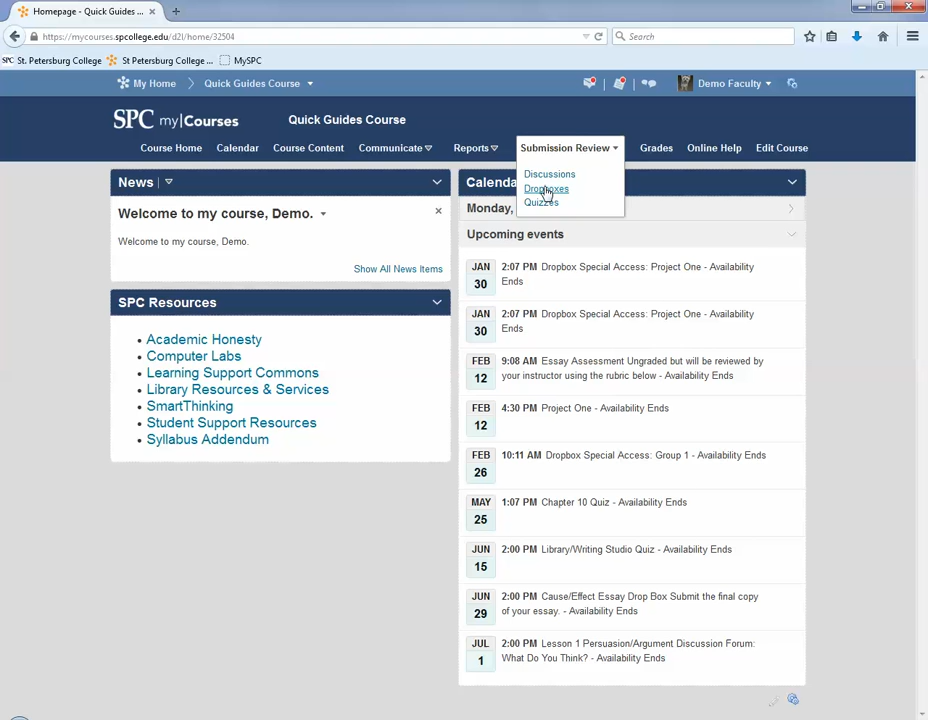 Homepage - Quick Guides ...
https://mycourses.spcollege.edu/d2l/home/32504
Search
SPC St. Petersburg College
St Petersburg College ...
MySPC
My Home
Quick Guides Course
Demo Faculty
SPC my|Courses
Quick Guides Course
Course Home
Calendar
Course Content
Communicate
Reports
Submission Review
Grades
Online Help
Edit Course
Discussions
Dropboxes
Quizzes
News
Welcome to my course, Demo.
Welcome to my course, Demo.
Show All News Items
SPC Resources
Academic Honesty
Computer Labs
Learning Support Commons
Library Resources & Services
SmartThinking
Student Support Resources
Syllabus Addendum
Monday,
Upcoming events
JAN
30
2:07 PM Dropbox Special Access: Project One - Availability
Ends
JAN
30
2:07 PM Dropbox Special Access: Project One - Availability
Ends
FEB
12
9:08 AM Essay Assessment Ungraded but will be reviewed by
your instructor using the rubric below - Availability Ends
FEB
12
4:30 PM Project One - Availability Ends
FEB
26
10:11 AM Dropbox Special Access: Group 1 - Availability Ends
MAY
25
1:07 PM Chapter 10 Quiz - Availability Ends
JUN
15
2:00 PM Library/Writing Studio Quiz - Availability Ends
JUN
29
2:00 PM Cause/Effect Essay Drop Box Submit the final copy
of your essay. - Availability Ends
JUL
1
2:00 PM Lesson 1 Persuasion/Argument Discussion Forum:
What Do You Think? - Availability Ends